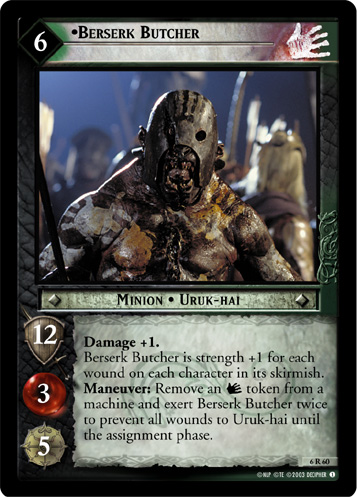 6
•Berserk Butcher
Minion • Uruk-hai
12
3
5
Damage +1.
Berserk Butcher is strength +1 for each
wound on each character in its skirmish.
Maneuver: Remove an token from a
machine and exert Berserk Butcher twice
to prevent all wounds to Uruk-hai until
the assignment phase.
6 R 60
©NLP ©TE ©2003 DECIPHER